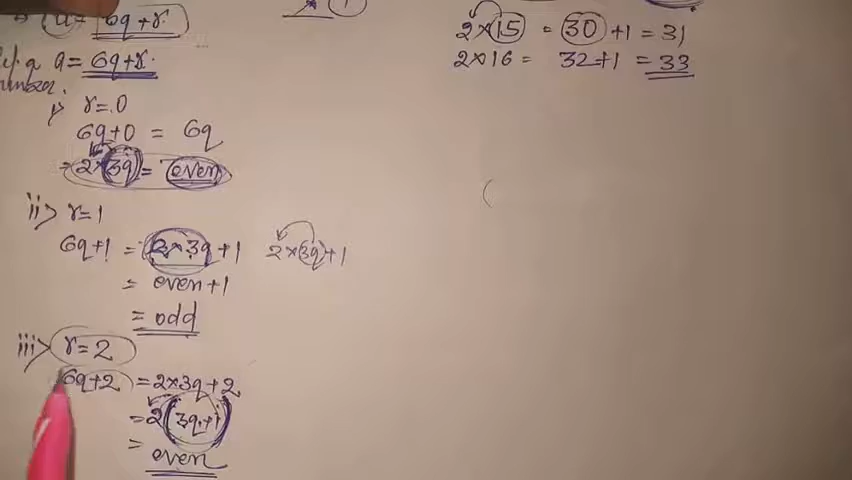 6q+r
2×15 = 30 +1 = 31
a = 6q+r.
2×16 = 32+1 = 33
i> r=0
6q+0 = 6q
= 2×3q = even
ii> r=1
6q+1 = 2×3q+1 2×3q+1
= even+1
= odd
iii> r=2
6q+2 = 2×3q+2
= 2(3q+1)
= even